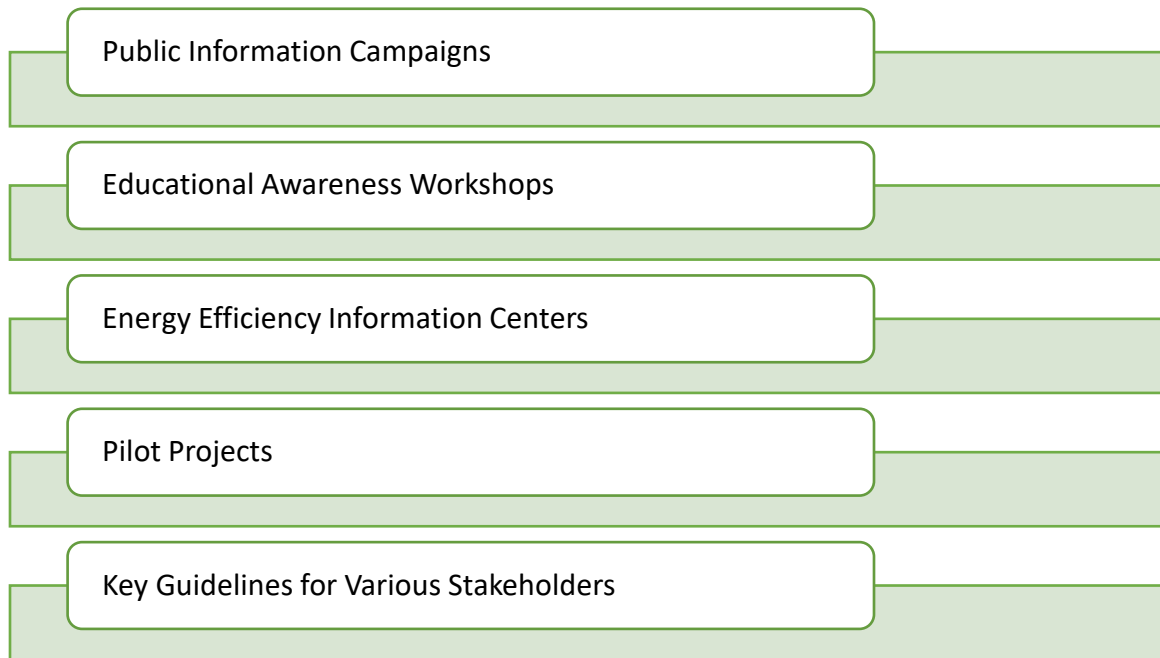 Public Information Campaigns
Educational Awareness Workshops
Energy Efficiency Information Centers
Pilot Projects
Key Guidelines for Various Stakeholders